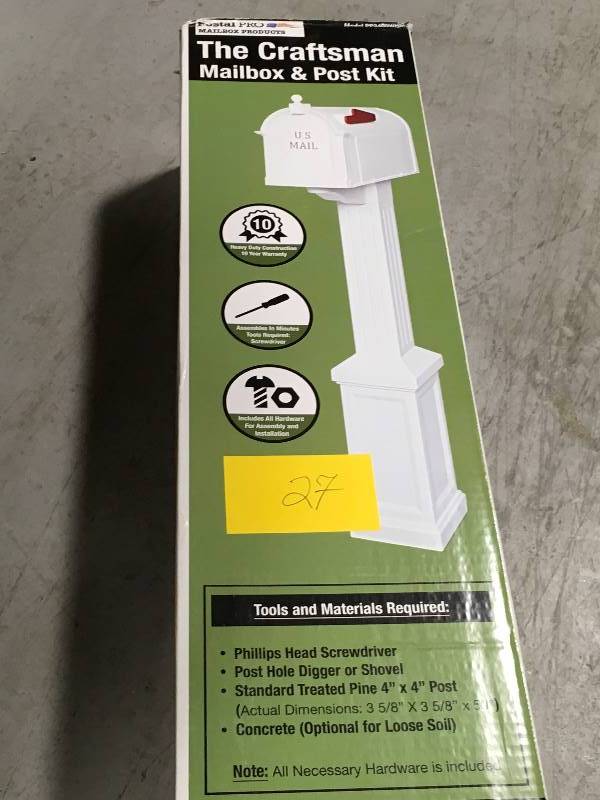 Postal PRO
MAILBOX PRODUCTS
The Craftsman
Mailbox & Post Kit
U.S.
MAIL
10
Heavy Duty Construction
10 Year Warranty
Assembles in Minutes
Tools Required:
Screwdriver
Includes All Hardware
For Assembly and
Installation
27
Tools and Materials Required:
• Phillips Head Screwdriver
• Post Hole Digger or Shovel
• Standard Treated Pine 4" x 4" Post
(Actual Dimensions: 3 5/8" X 3 5/8" x
• Concrete (Optional for Loose Soil)
Note: All Necessary Hardware is included